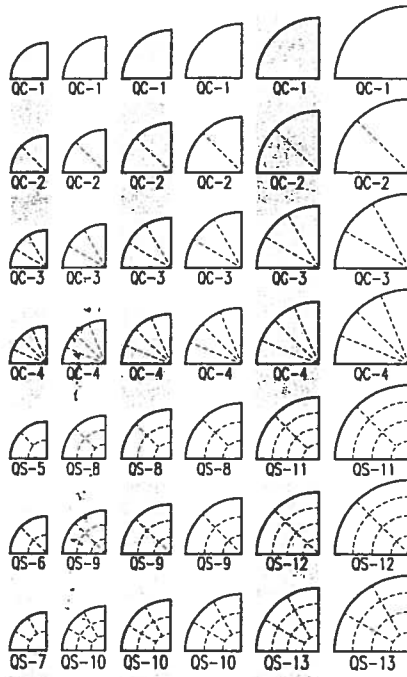 QC-1 QC-1 QC-1 QC-1 QC-1 QC-1
QC-2 QC-2 QC-2 QC-2 QC-2 QC-2
QC-3 QC-3 QC-3 QC-3 QC-3 QC-3
QC-4 QC-4 QC-4 QC-4 QC-4 QC-4
QS-5 QS-8 QS-8 QS-8 QS-11 QS-11
QS-6 QS-9 QS-9 QS-9 QS-12 QS-12
QS-7 QS-10 QS-10 QS-10 QS-13 QS-13